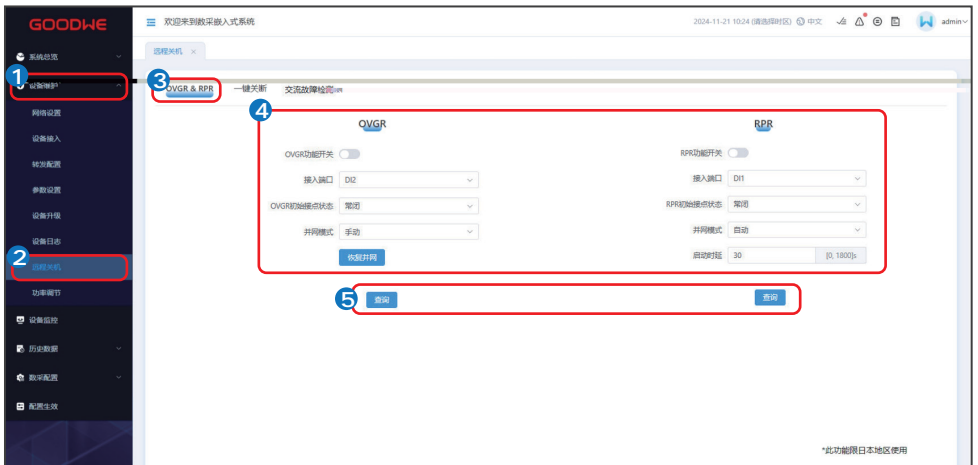 GOODWE
欢迎来到数采嵌入式系统
2024-11-21 10:24 (请选择时区) 中文
admin
系统总览
远程关机 ×
1
设备维护
3
OVGR & RPR
一键关断
交流故障检测
网络设置
设备接入
转发配置
参数设置
设备升级
设备日志
2
远程关机
功率调节
设备监控
历史数据
数采配置
配置生效
4
OVGR
RPR
OVGR功能开关
RPR功能开关
接入端口 DI2
接入端口 DI1
OVGR初始接点状态 常闭
RPR初始接点状态 常闭
并网模式 手动
并网模式 自动
恢复并网
启动时延 30 [0, 1800]s
5
查询
查询
*此功能限日本地区使用